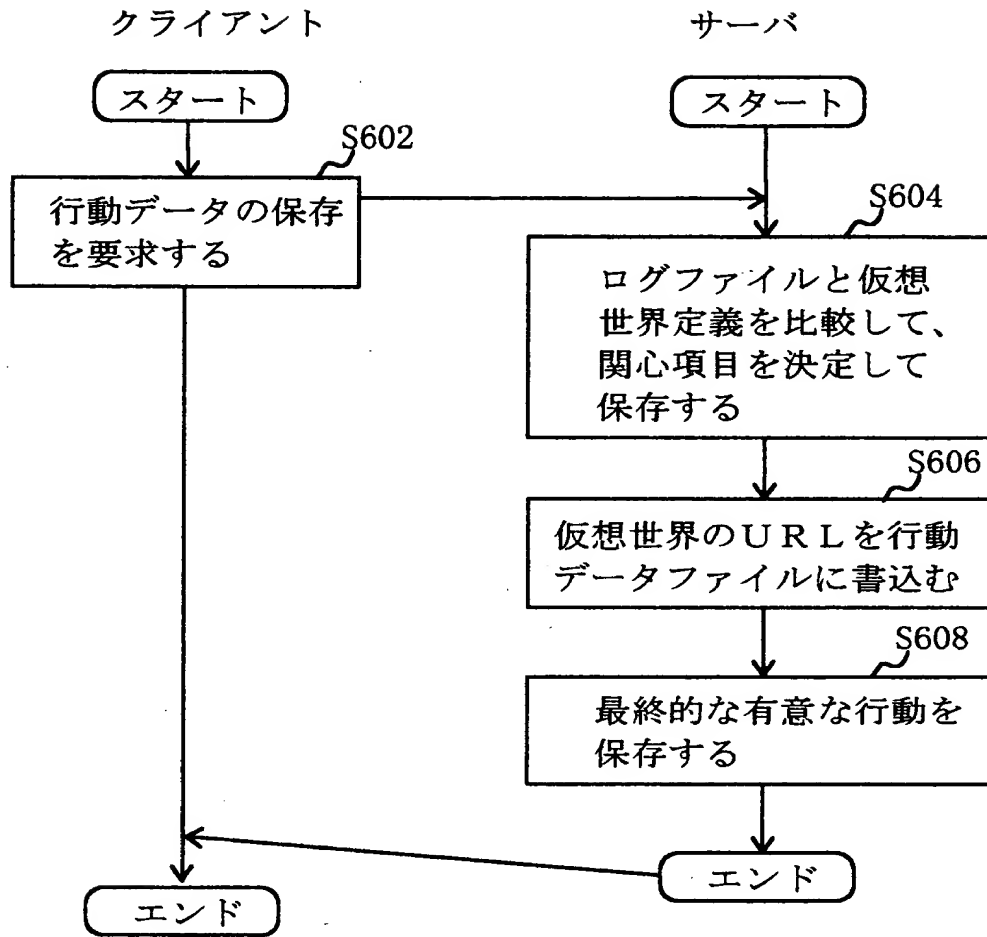 クライアント
サーバ
スタート
スタート
S602
行動データの保存
を要求する
S604
ログファイルと仮想
世界定義を比較して、
関心項目を決定して
保存する
S606
仮想世界のURLを行動
データファイルに書込む
S608
最終的な有意な行動を
保存する
エンド
エンド